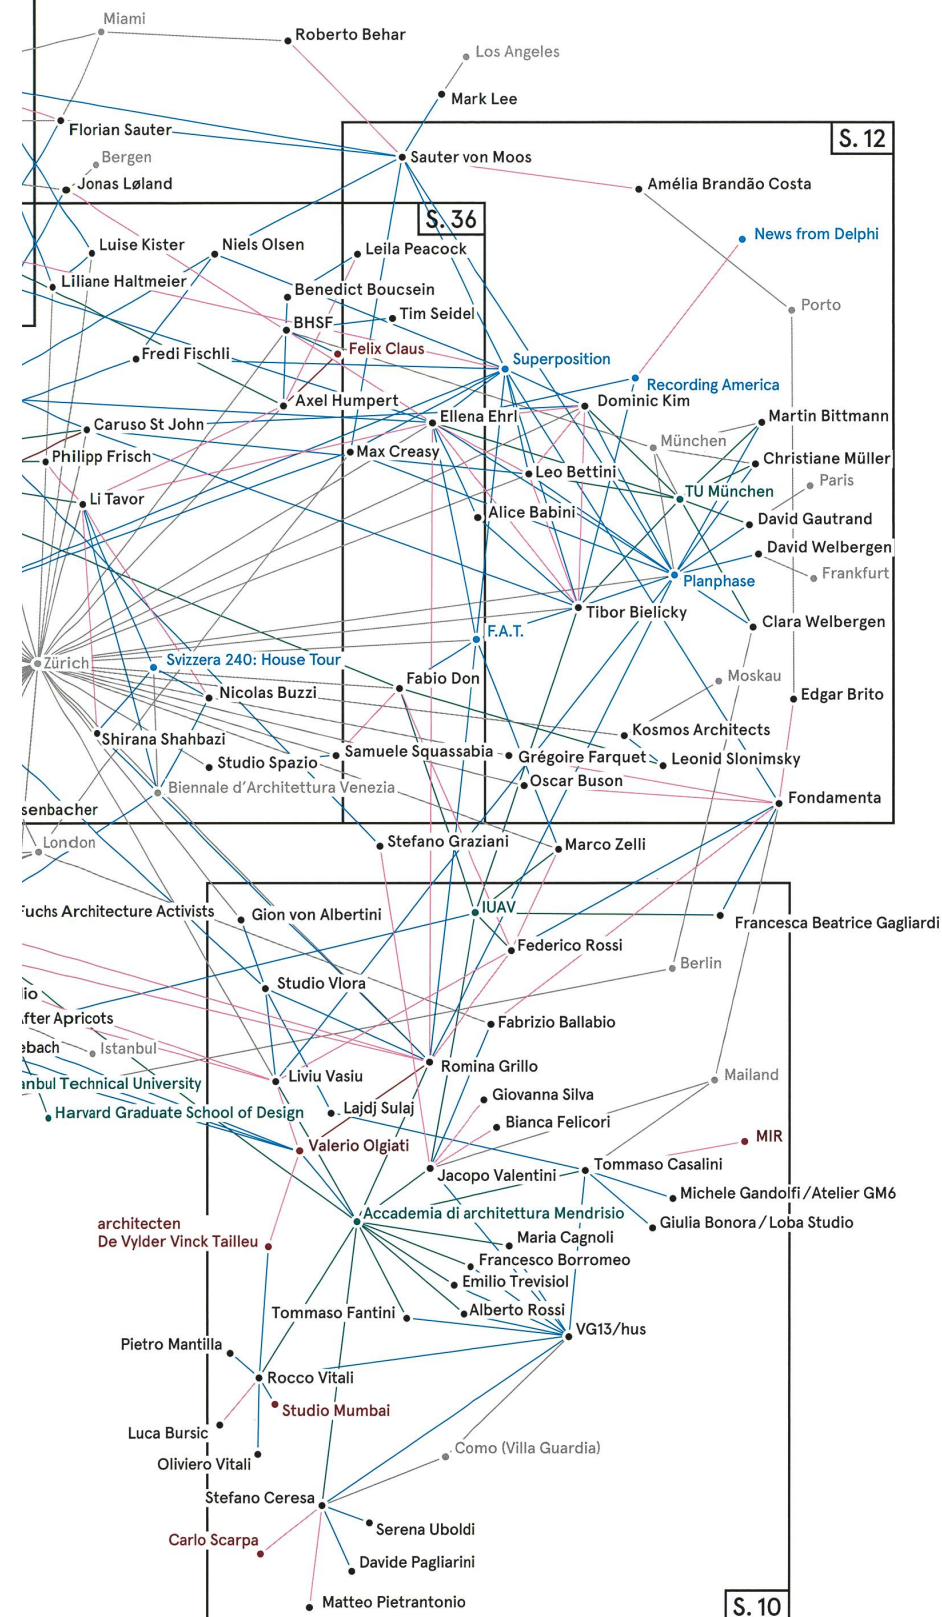 Miami
Roberto Behar
Los Angeles
Mark Lee
Florian Sauter
S. 12
Bergen
Sauter von Moos
Jonas Løland
Amélia Brandão Costa
S. 36
News from Delphi
Luise Kister
Niels Olsen
Leila Peacock
Liliane Haltmeier
Benedict Boucsein
Porto
BHSF
Tim Seidel
Fredi Fischli
Felix Claus
Superposition
Recording America
Axel Humpert
Dominic Kim
Caruso St John
Ellena Ehrl
Martin Bittmann
München
Philipp Frisch
Max Creasy
Christiane Müller
Leo Bettini
Paris
Li Tavor
TU München
Alice Babini
David Gautrand
David Welbergen
Planphase
Frankfurt
Tibor Bielicky
Clara Welbergen
F.A.T.
Zürich
Svizzera 240: House Tour
Fabio Don
Moskau
Nicolas Buzzi
Edgar Brito
Shirana Shahbazi
Kosmos Architects
Samuele Squassabia
Studio Spazio
Grégoire Farquet
Leonid Slonimsky
Biennale d'Architettura Venezia
Oscar Buson
Fondamenta
senbacher
London
Stefano Graziani
Marco Zelli
Fuchs Architecture Activists
Gion von Albertini
IUAV
Francesca Beatrice Gagliardi
Federico Rossi
Berlin
Studio Vlora
io
fter Apricots
Fabrizio Ballabio
ebach
Istanbul
Romina Grillo
Liviu Vasiu
Mailand
anbul Technical University
Giovanna Silva
Harvard Graduate School of Design
Lajdj Sulaj
Bianca Felicori
Valerio Olgiati
MIR
Jacopo Valentini
Tommaso Casalini
Michele Gandolfi / Atelier GM6
Accademia di architettura Mendrisio
Giulia Bonora / Loba Studio
architecten
De Vylder Vinck Tailleu
Maria Cagnoli
Francesco Borromeo
Emilio Trevisiol
Tommaso Fantini
Alberto Rossi
VG13/hus
Pietro Mantilla
Rocco Vitali
Studio Mumbai
Luca Bursic
Oliviero Vitali
Como (Villa Guardia)
Stefano Ceresa
Serena Uboldi
Carlo Scarpa
Davide Pagliarini
Matteo Pietrantonio
S. 10